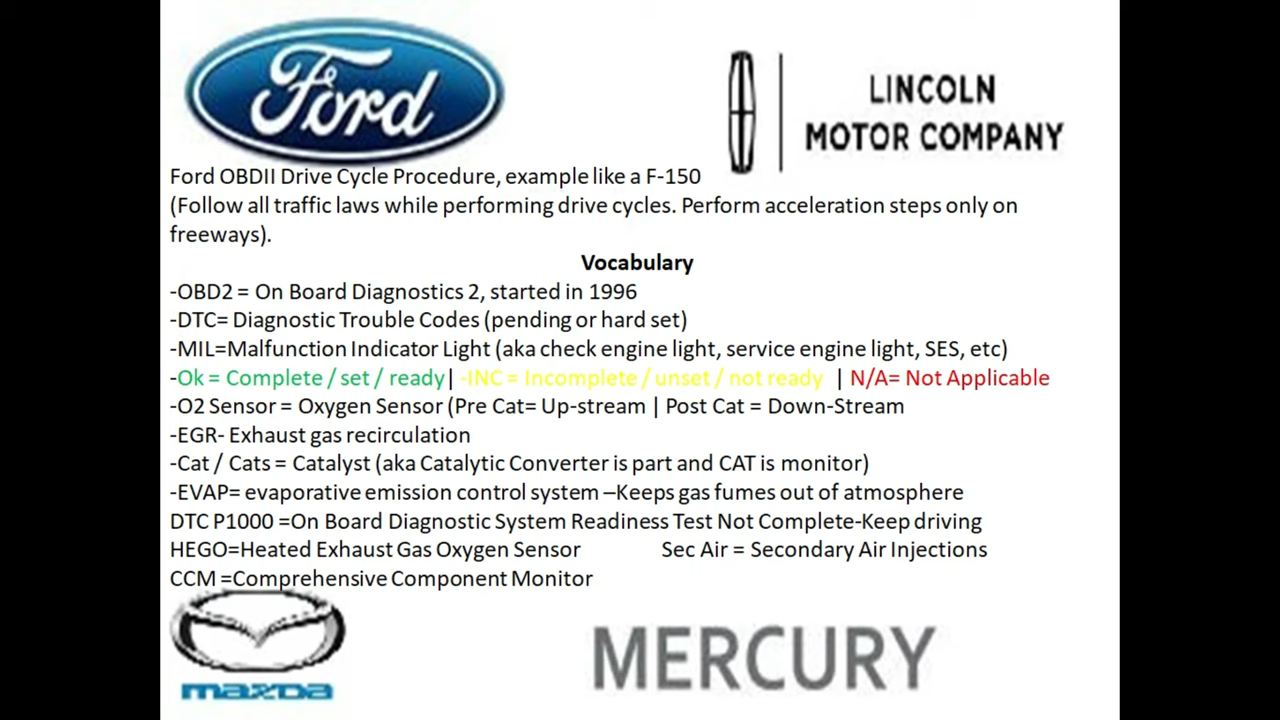 Ford
LINCOLN
MOTOR COMPANY
Ford OBDII Drive Cycle Procedure, example like a F-150
(Follow all traffic laws while performing drive cycles. Perform acceleration steps only on
freeways).
Vocabulary
-OBD2 = On Board Diagnostics 2, started in 1996
-DTC= Diagnostic Trouble Codes (pending or hard set)
-MIL=Malfunction Indicator Light (aka check engine light, service engine light, SES, etc)
-Ok = Complete / set / ready| -INC = Incomplete / unset / not ready | N/A= Not Applicable
-O2 Sensor = Oxygen Sensor (Pre Cat= Up-stream | Post Cat = Down-Stream
-EGR- Exhaust gas recirculation
-Cat / Cats = Catalyst (aka Catalytic Converter is part and CAT is monitor)
-EVAP= evaporative emission control system –Keeps gas fumes out of atmosphere
DTC P1000 =On Board Diagnostic System Readiness Test Not Complete-Keep driving
HEGO=Heated Exhaust Gas Oxygen Sensor Sec Air = Secondary Air Injections
CCM =Comprehensive Component Monitor
mazda
MERCURY